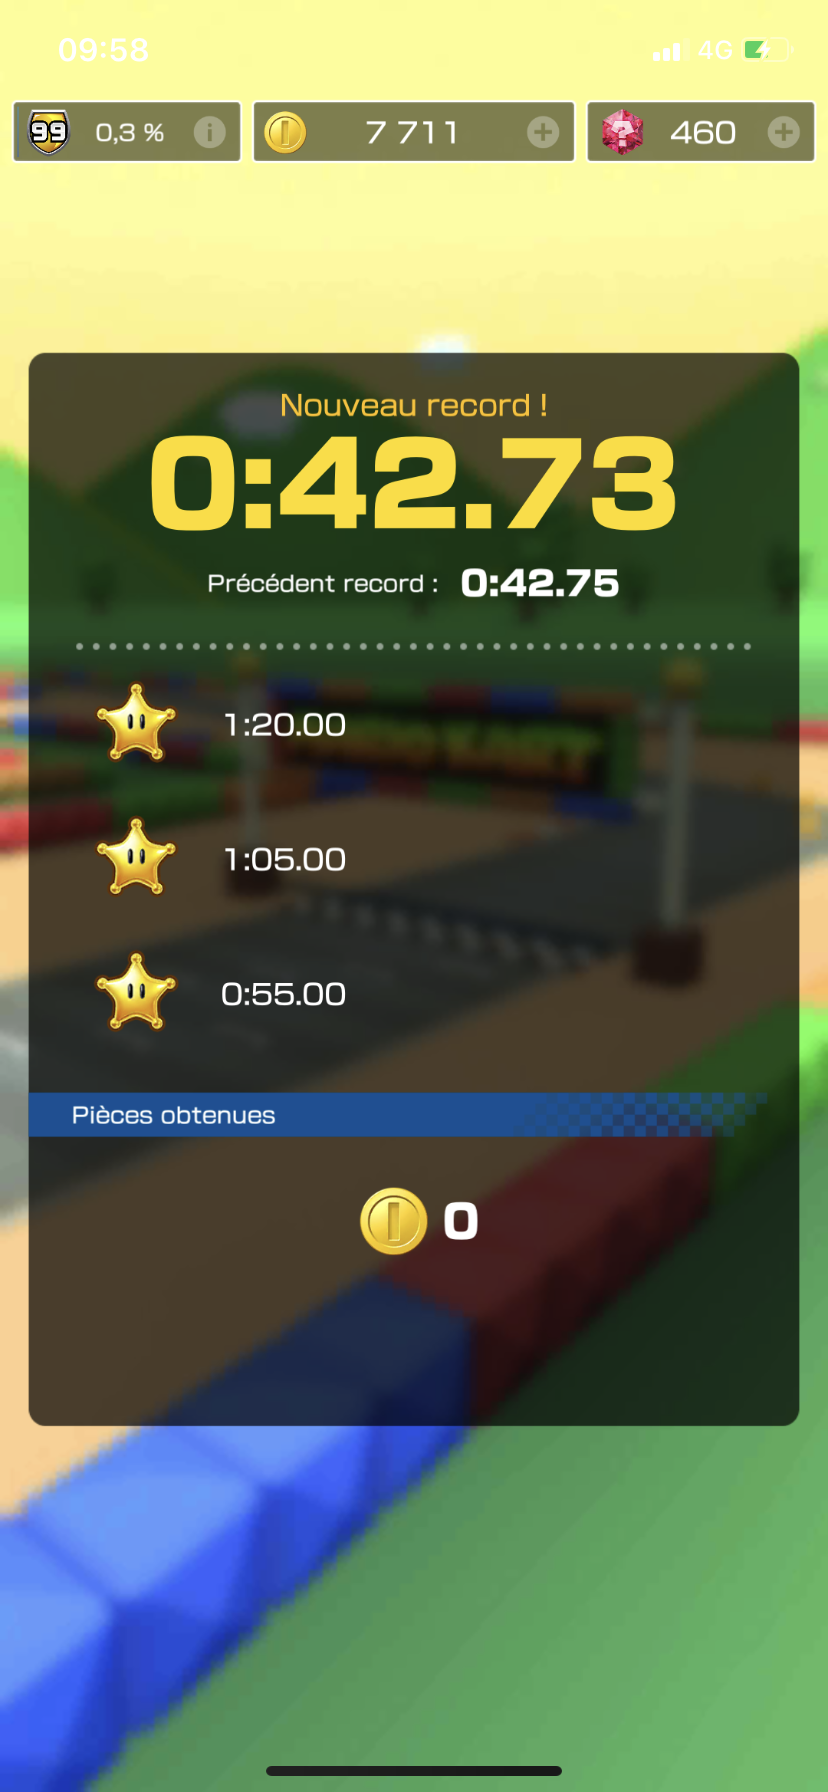 09:58 4G
99 0,3 % i 7 711 + ? 460 +
Nouveau record !
0:42.73
Précédent record : 0:42.75
1:20.00
1:05.00
0:55.00
Pièces obtenues
0